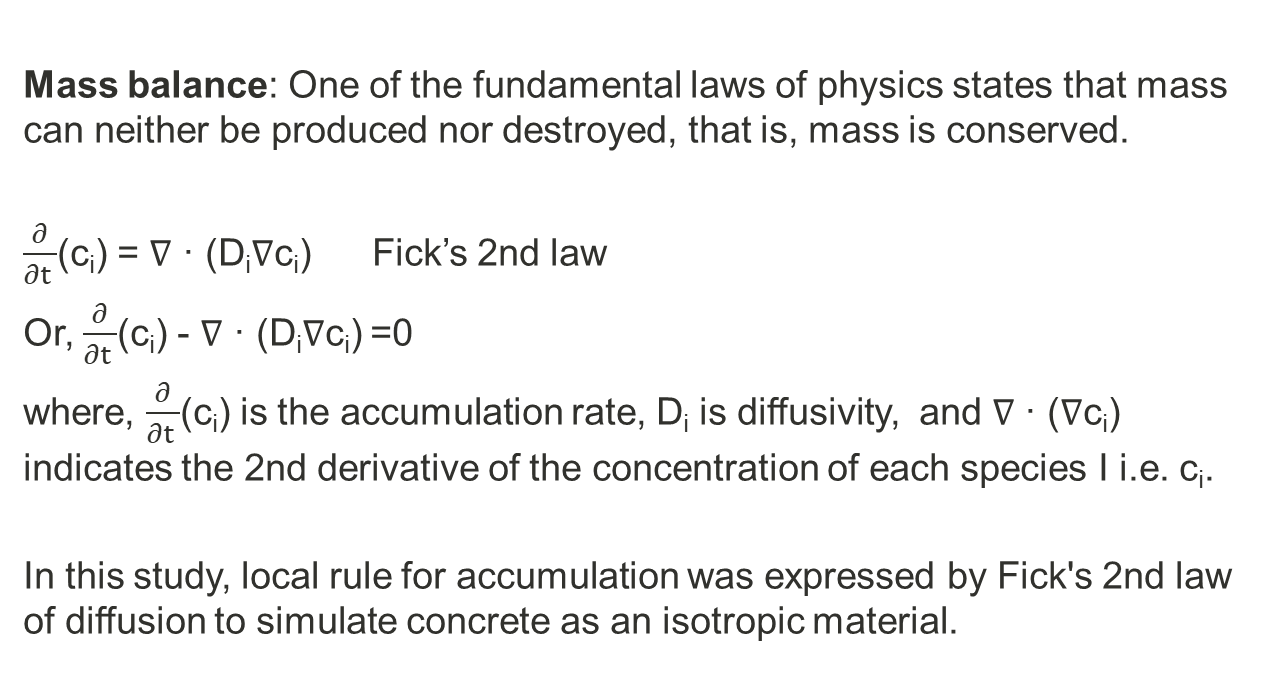 Mass balance: One of the fundamental laws of physics states that mass
can neither be produced nor destroyed, that is, mass is conserved.
∂/∂t(cᵢ) = ∇ · (Dᵢ∇cᵢ) Fick’s 2nd law
Or, ∂/∂t(cᵢ) - ∇ · (Dᵢ∇cᵢ) =0
where, ∂/∂t(cᵢ) is the accumulation rate, Dᵢ is diffusivity, and ∇ · (∇cᵢ)
indicates the 2nd derivative of the concentration of each species I i.e. cᵢ.
In this study, local rule for accumulation was expressed by Fick's 2nd law
of diffusion to simulate concrete as an isotropic material.